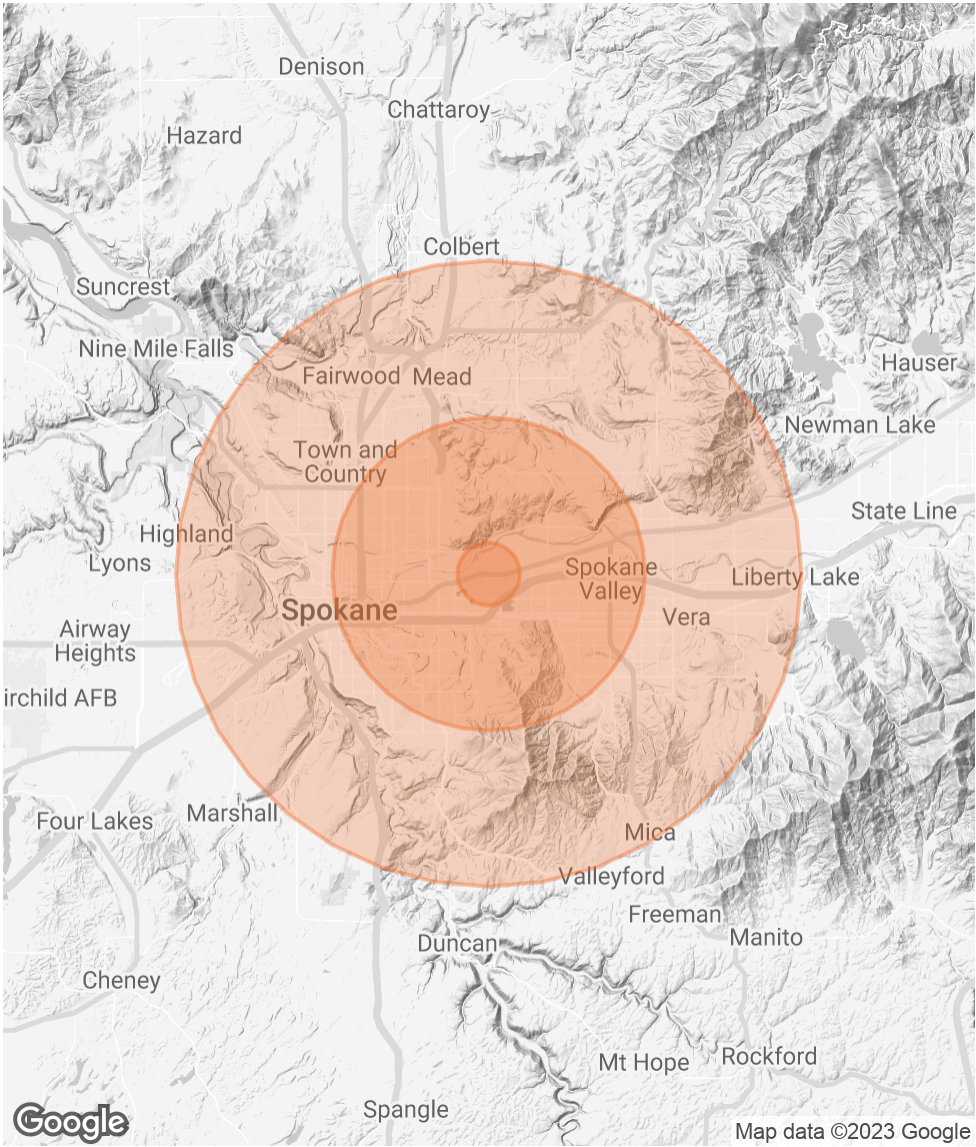 Denison
Chattaroy
Hazard
Colbert
Suncrest
Nine Mile Falls
Hauser
Fairwood
Mead
Newman Lake
Town and
Country
State Line
Highland
Lyons
Spokane
Valley
Liberty Lake
Spokane
Vera
Airway
Heights
irchild AFB
Marshall
Four Lakes
Mica
Valleyford
Freeman
Manito
Duncan
Cheney
Mt Hope
Rockford
Spangle
Google
Map data ©2023 Google